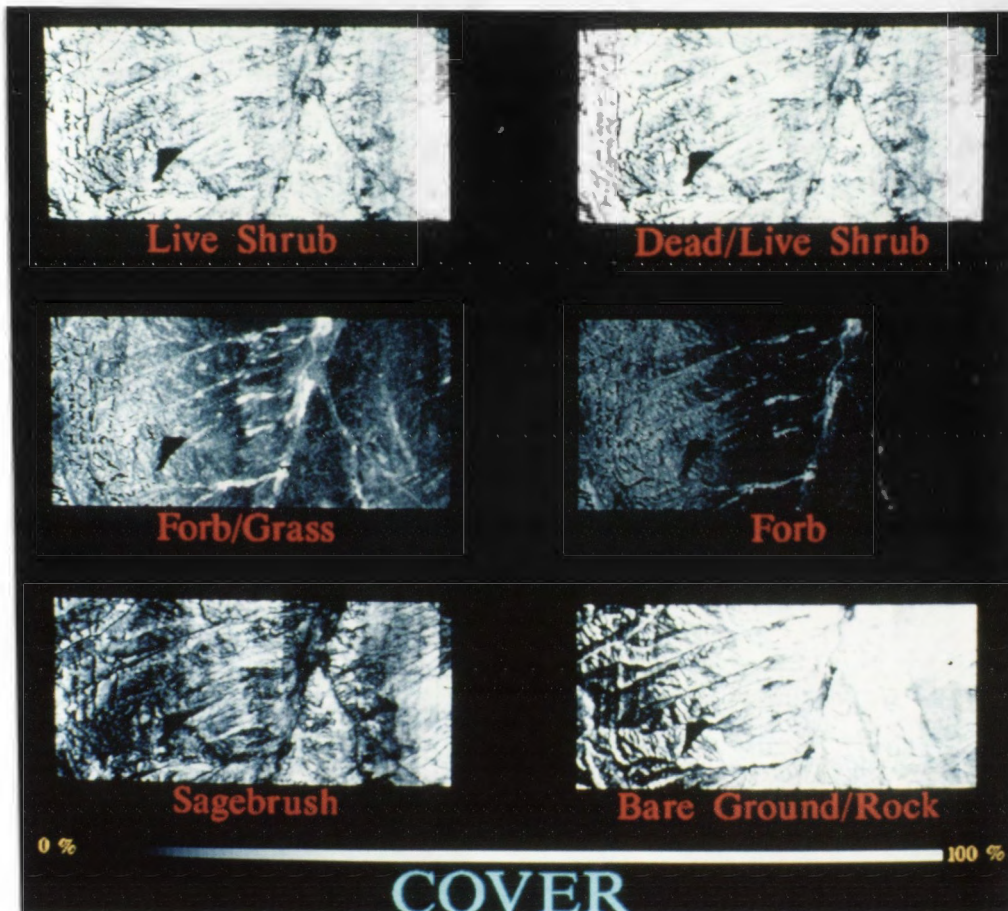 Live Shrub
Dead/Live Shrub
Forb/Grass
Forb
Sagebrush
Bare Ground/Rock
0 %
100 %
COVER